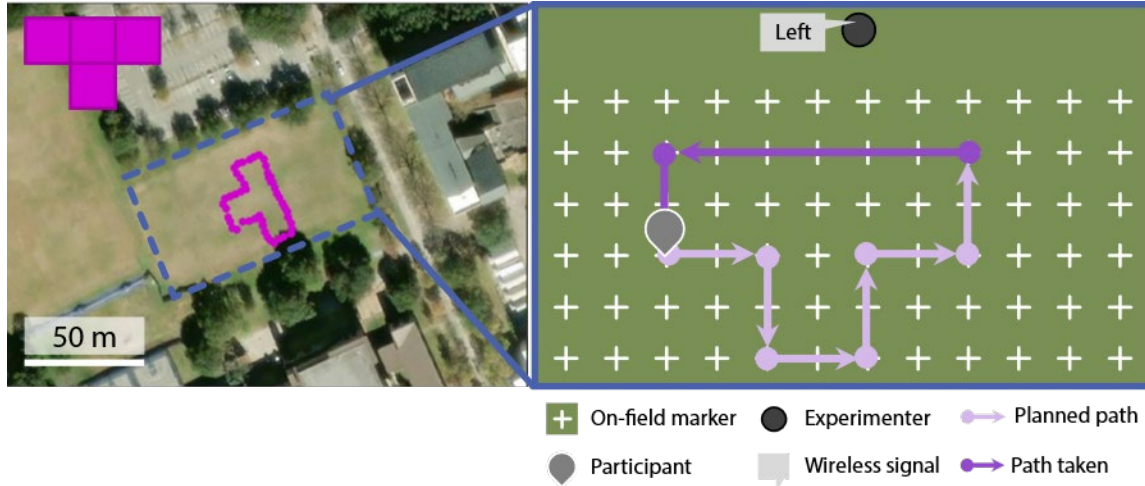 Left
50 m
On-field marker
Experimenter
Planned path
Participant
Wireless signal
Path taken